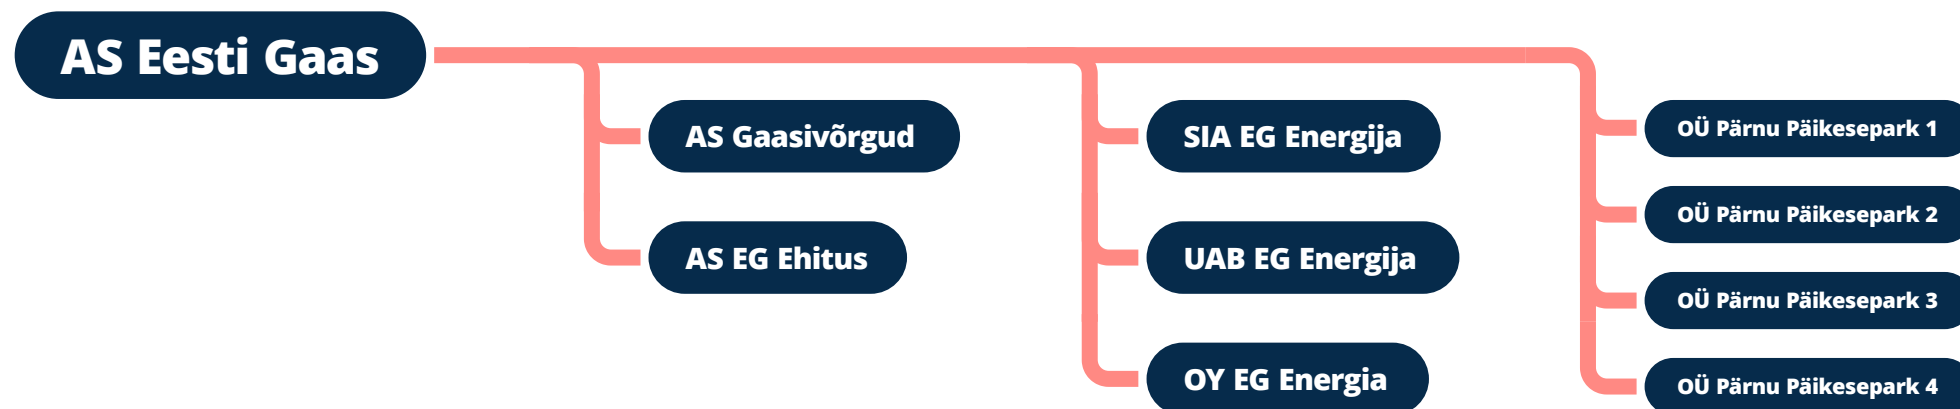 AS Eesti Gaas
AS Gaasivõrgud
AS EG Ehitus
SIA EG Energija
UAB EG Energija
OY EG Energia
OÜ Pärnu Päikesepark 1
OÜ Pärnu Päikesepark 2
OÜ Pärnu Päikesepark 3
OÜ Pärnu Päikesepark 4